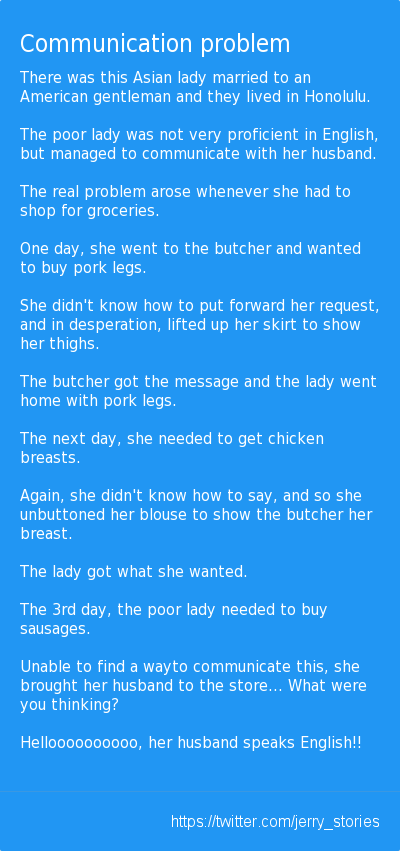 Communication problem
There was this Asian lady married to an
American gentleman and they lived in Honolulu.
The poor lady was not very proficient in English,
but managed to communicate with her husband.
The real problem arose whenever she had to
shop for groceries.
One day, she went to the butcher and wanted
to buy pork legs.
She didn't know how to put forward her request,
and in desperation, lifted up her skirt to show
her thighs.
The butcher got the message and the lady went
home with pork legs.
The next day, she needed to get chicken
breasts.
Again, she didn't know how to say, and so she
unbuttoned her blouse to show the butcher her
breast.
The lady got what she wanted.
The 3rd day, the poor lady needed to buy
sausages.
Unable to find a wayto communicate this, she
brought her husband to the store... What were
you thinking?
Helloooooooooo, her husband speaks English!!
https://twitter.com/jerry_stories